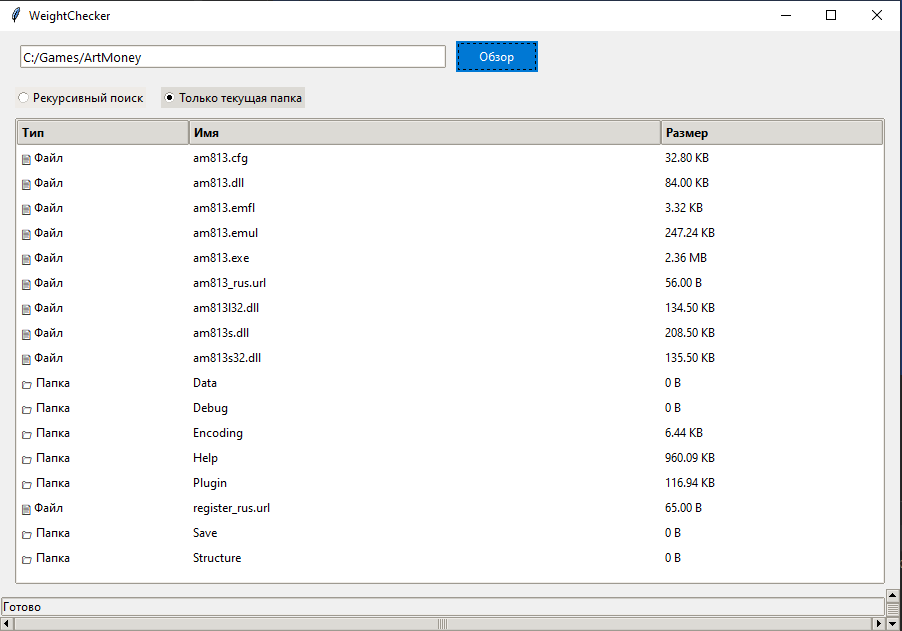 WeightChecker
C:/Games/ArtMoney Обзор
Рекурсивный поиск Только текущая папка
Тип Имя Размер
Файл am813.cfg 32.80 KB
Файл am813.dll 84.00 KB
Файл am813.emfl 3.32 KB
Файл am813.emul 247.24 KB
Файл am813.exe 2.36 MB
Файл am813_rus.url 56.00 B
Файл am813l32.dll 134.50 KB
Файл am813s.dll 208.50 KB
Файл am813s32.dll 135.50 KB
Папка Data 0 B
Папка Debug 0 B
Папка Encoding 6.44 KB
Папка Help 960.09 KB
Папка Plugin 116.94 KB
Файл register_rus.url 65.00 B
Папка Save 0 B
Папка Structure 0 B
Готово